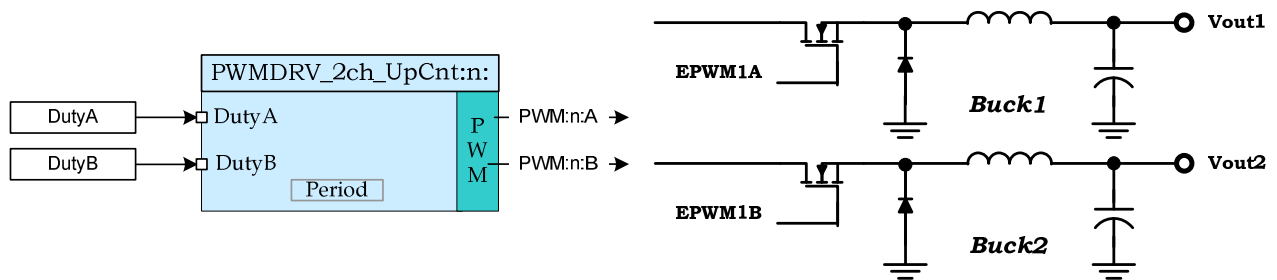 PWMDRV_2ch_UpCnt:n:
DutyA
DutyA
PWM:n:A
DutyB
DutyB
PWM:n:B
P
W
M
Period
EPWM1A
Vout1
Buck1
EPWM1B
Vout2
Buck2